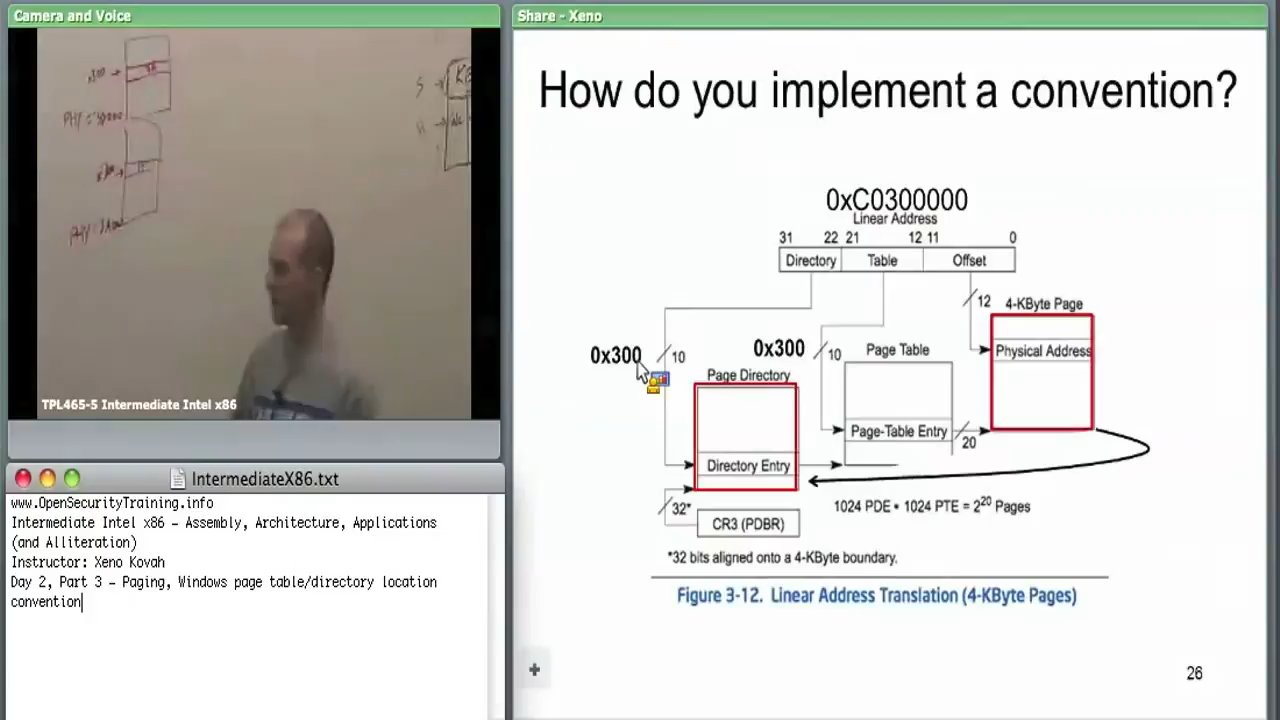 Camera and Voice
TPL465-5 Intermediate Intel x86
IntermediateX86.txt
www.OpenSecurityTraining.info
Intermediate Intel x86 – Assembly, Architecture, Applications
(and Alliteration)
Instructor: Xeno Kovah
Day 2, Part 3 – Paging, Windows page table/directory location
convention
Share - Xeno
How do you implement a convention?
0xC0300000
Linear Address
31 22 21 12 11 0
Directory Table Offset
12 4-KByte Page
0x300 10
0x300 10 Page Table
Physical Address
Page Directory
Page-Table Entry 20
Directory Entry
32*
CR3 (PDBR)
1024 PDE * 1024 PTE = 2^20 Pages
*32 bits aligned onto a 4-KByte boundary.
Figure 3-12. Linear Address Translation (4-KByte Pages)
+
26